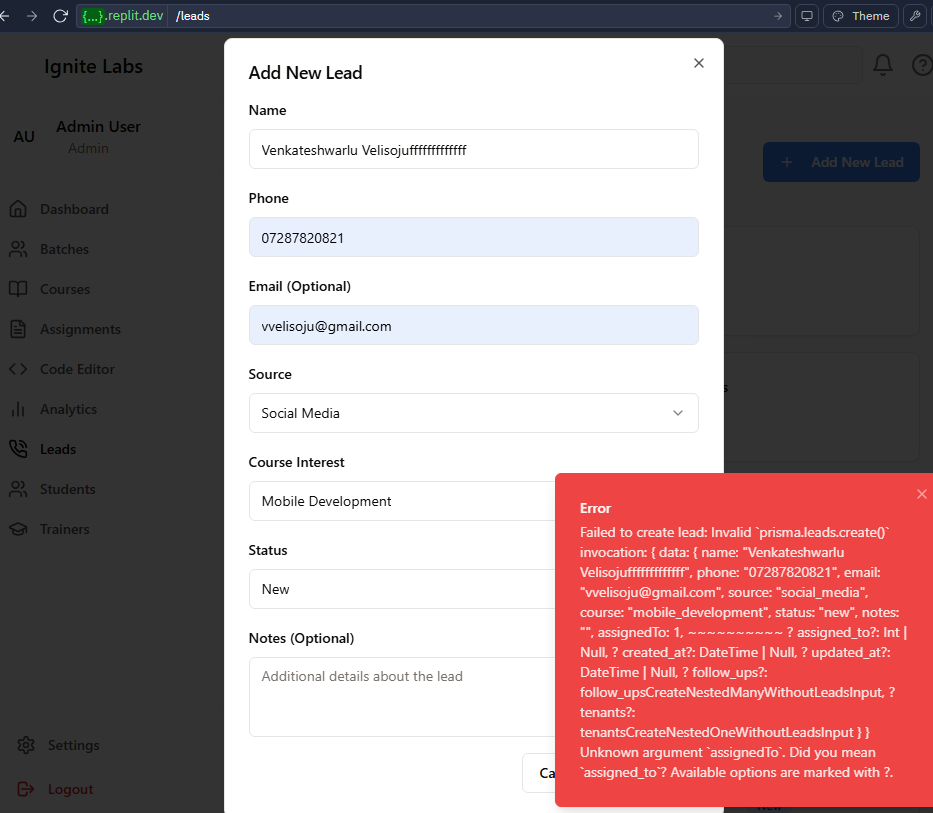 {...}.replit.dev /leads
Theme
Ignite Labs
AU
Admin User
Admin
Dashboard
Batches
Courses
Assignments
Code Editor
Analytics
Leads
Students
Trainers
Settings
Logout
+ Add New Lead
Add New Lead
Name
Venkateshwarlu Velisojufffffffffffff
Phone
07287820821
Email (Optional)
vvelisoju@gmail.com
Source
Social Media
Course Interest
Mobile Development
Status
New
Notes (Optional)
Additional details about the lead
Ca
Error
Failed to create lead: Invalid `prisma.leads.create()`
invocation: { data: { name: "Venkateshwarlu
Velisojufffffffffffff", phone: "07287820821", email:
"vvelisoju@gmail.com", source: "social_media",
course: "mobile_development", status: "new", notes:
"", assignedTo: 1, ~~~~~~~~~~ ? assigned_to?: Int |
Null, ? created_at?: DateTime | Null, ? updated_at?:
DateTime | Null, ? follow_ups?:
follow_upsCreateNestedManyWithoutLeadsInput, ?
tenants?:
tenantsCreateNestedOneWithoutLeadsInput } }
Unknown argument `assignedTo`. Did you mean
`assigned_to`? Available options are marked with ?.